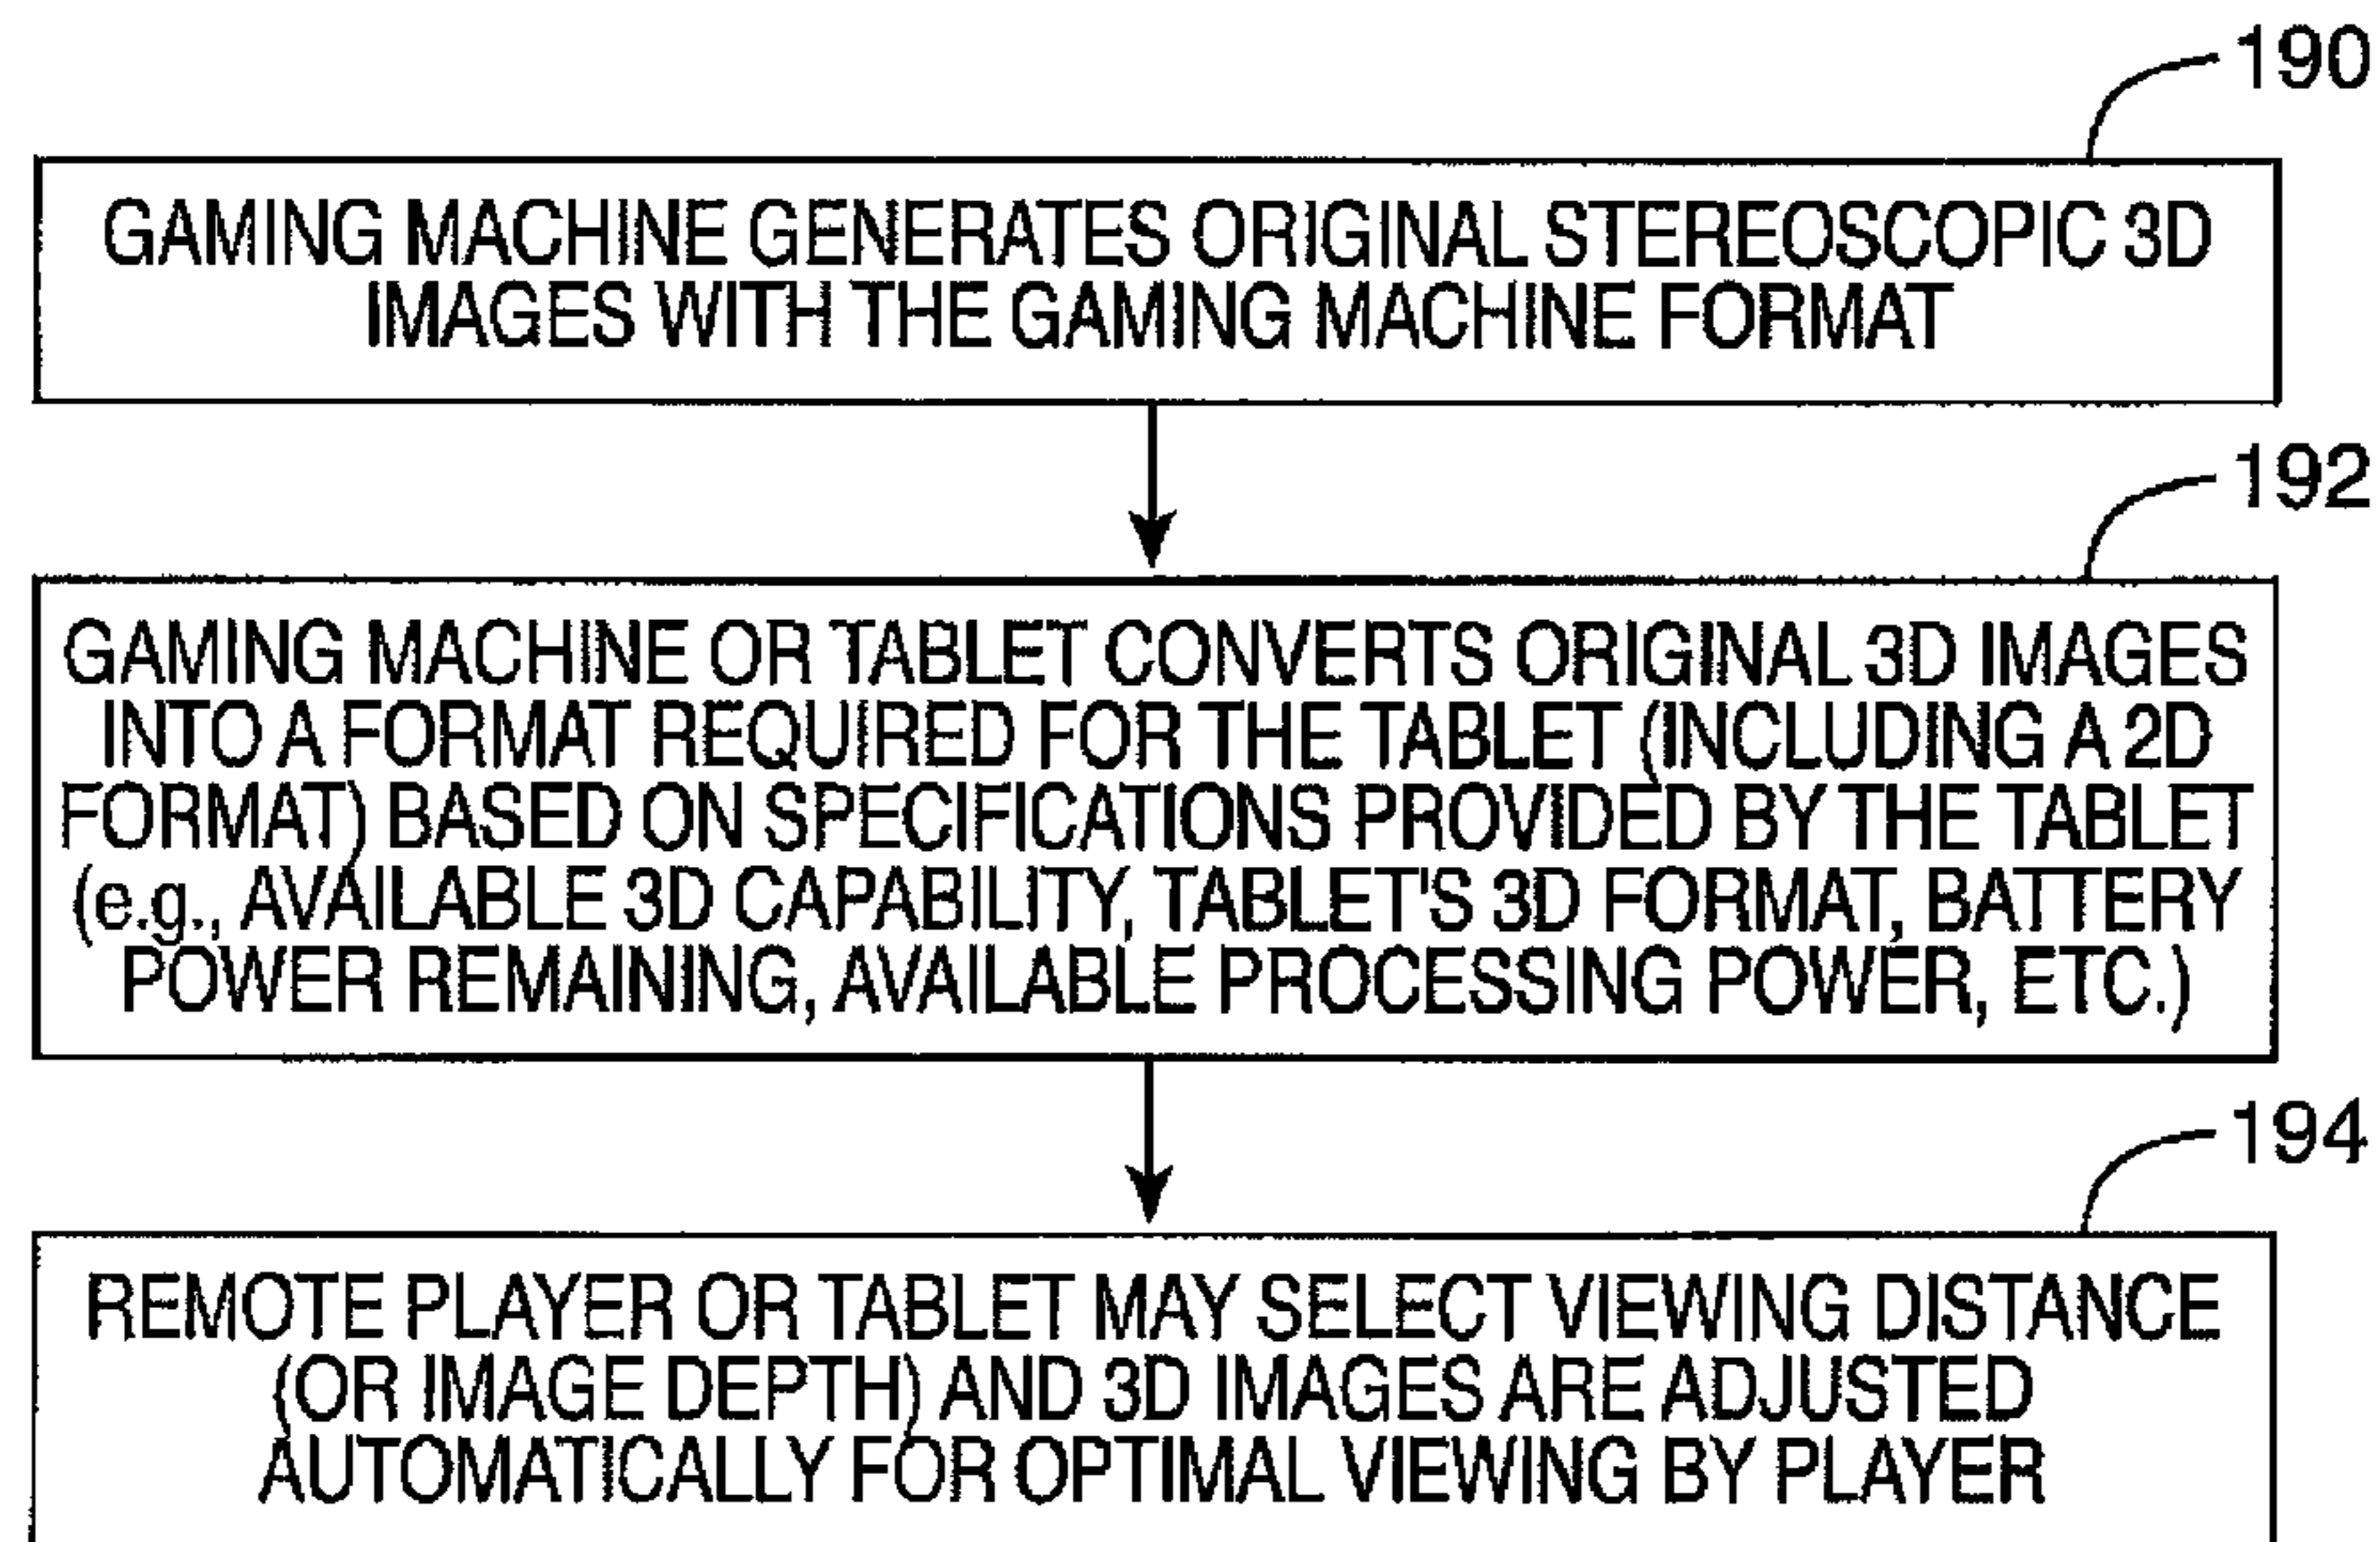 190
GAMING MACHINE GENERATES ORIGINAL STEREOSCOPIC 3D
IMAGES WITH THE GAMING MACHINE FORMAT
192
GAMING MACHINE OR TABLET CONVERTS ORIGINAL 3D IMAGES
INTO A FORMAT REQUIRED FOR THE TABLET (INCLUDING A 2D
FORMAT) BASED ON SPECIFICATIONS PROVIDED BY THE TABLET
(e.g., AVAILABLE 3D CAPABILITY, TABLET'S 3D FORMAT, BATTERY
POWER REMAINING, AVAILABLE PROCESSING POWER, ETC.)
194
REMOTE PLAYER OR TABLET MAY SELECT VIEWING DISTANCE
(OR IMAGE DEPTH) AND 3D IMAGES ARE ADJUSTED
AUTOMATICALLY FOR OPTIMAL VIEWING BY PLAYER